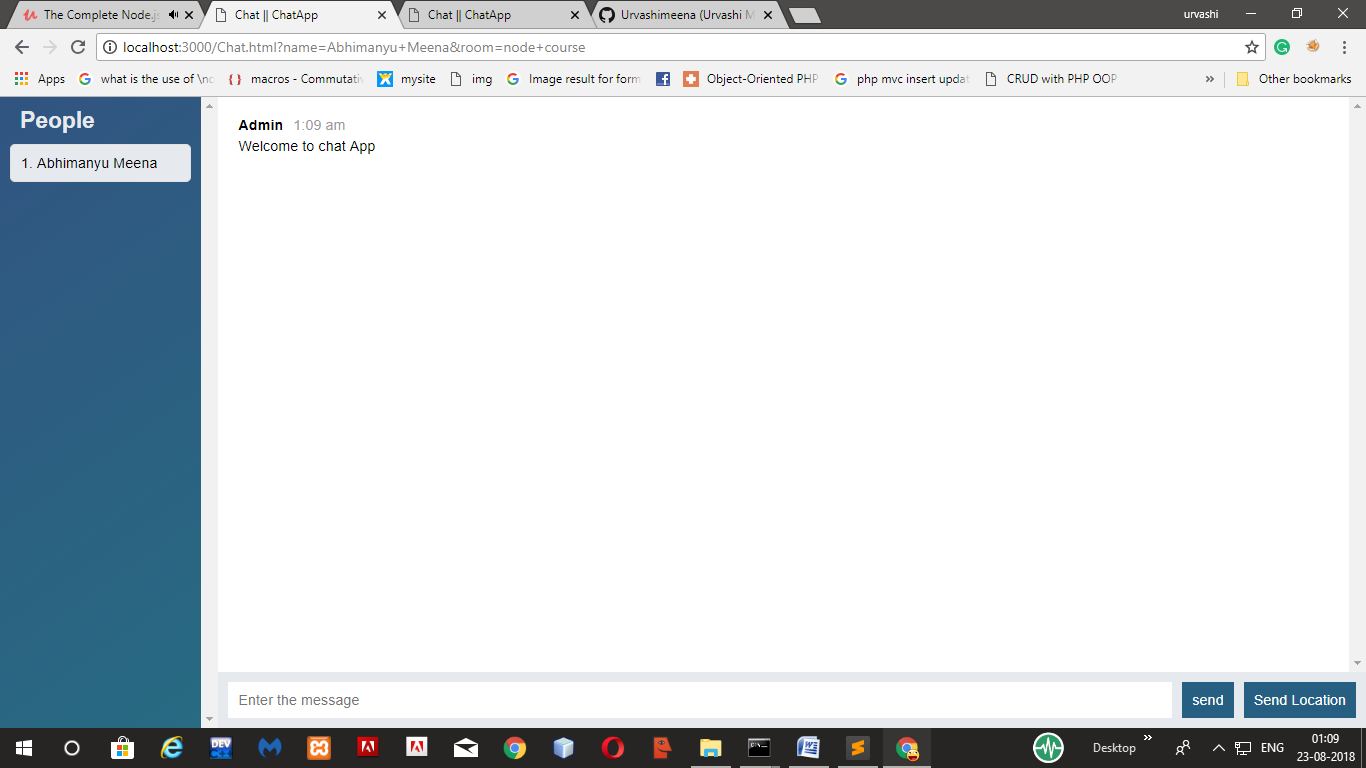 The Complete Node.js
Chat || ChatApp
Chat || ChatApp
Urvashimeena (Urvashi M
urvashi
localhost:3000/Chat.html?name=Abhimanyu+Meena&room=node+course
Apps
what is the use of \nc
macros - Commutati
mysite
img
Image result for form
Object-Oriented PHP
php mvc insert updat
CRUD with PHP OOP
»
Other bookmarks
People
1. Abhimanyu Meena
Admin 1:09 am
Welcome to chat App
Enter the message
send
Send Location
DEV
Desktop
»
ENG
01:09
23-08-2018